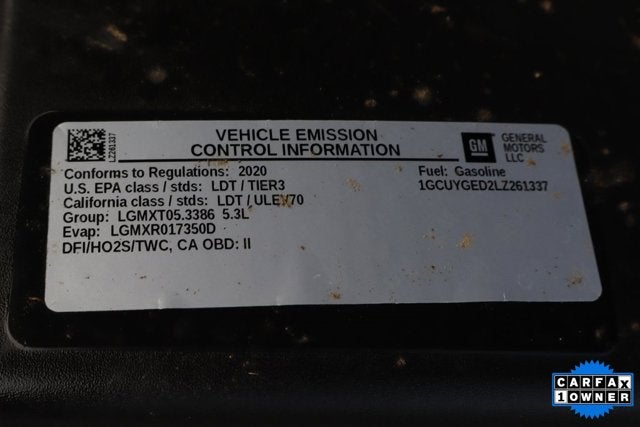 LZ261337
VEHICLE EMISSION
CONTROL INFORMATION
GM
GENERAL
MOTORS
LLC
Conforms to Regulations: 2020
U.S. EPA class / stds: LDT / TIER3
California class / stds: LDT / ULEV70
Group: LGMXT05.3386 5.3L
Evap: LGMXR017350D
DFI/HO2S/TWC, CA OBD: II
Fuel: Gasoline
1GCUYGED2LZ261337
CARFAX
1 OWNER